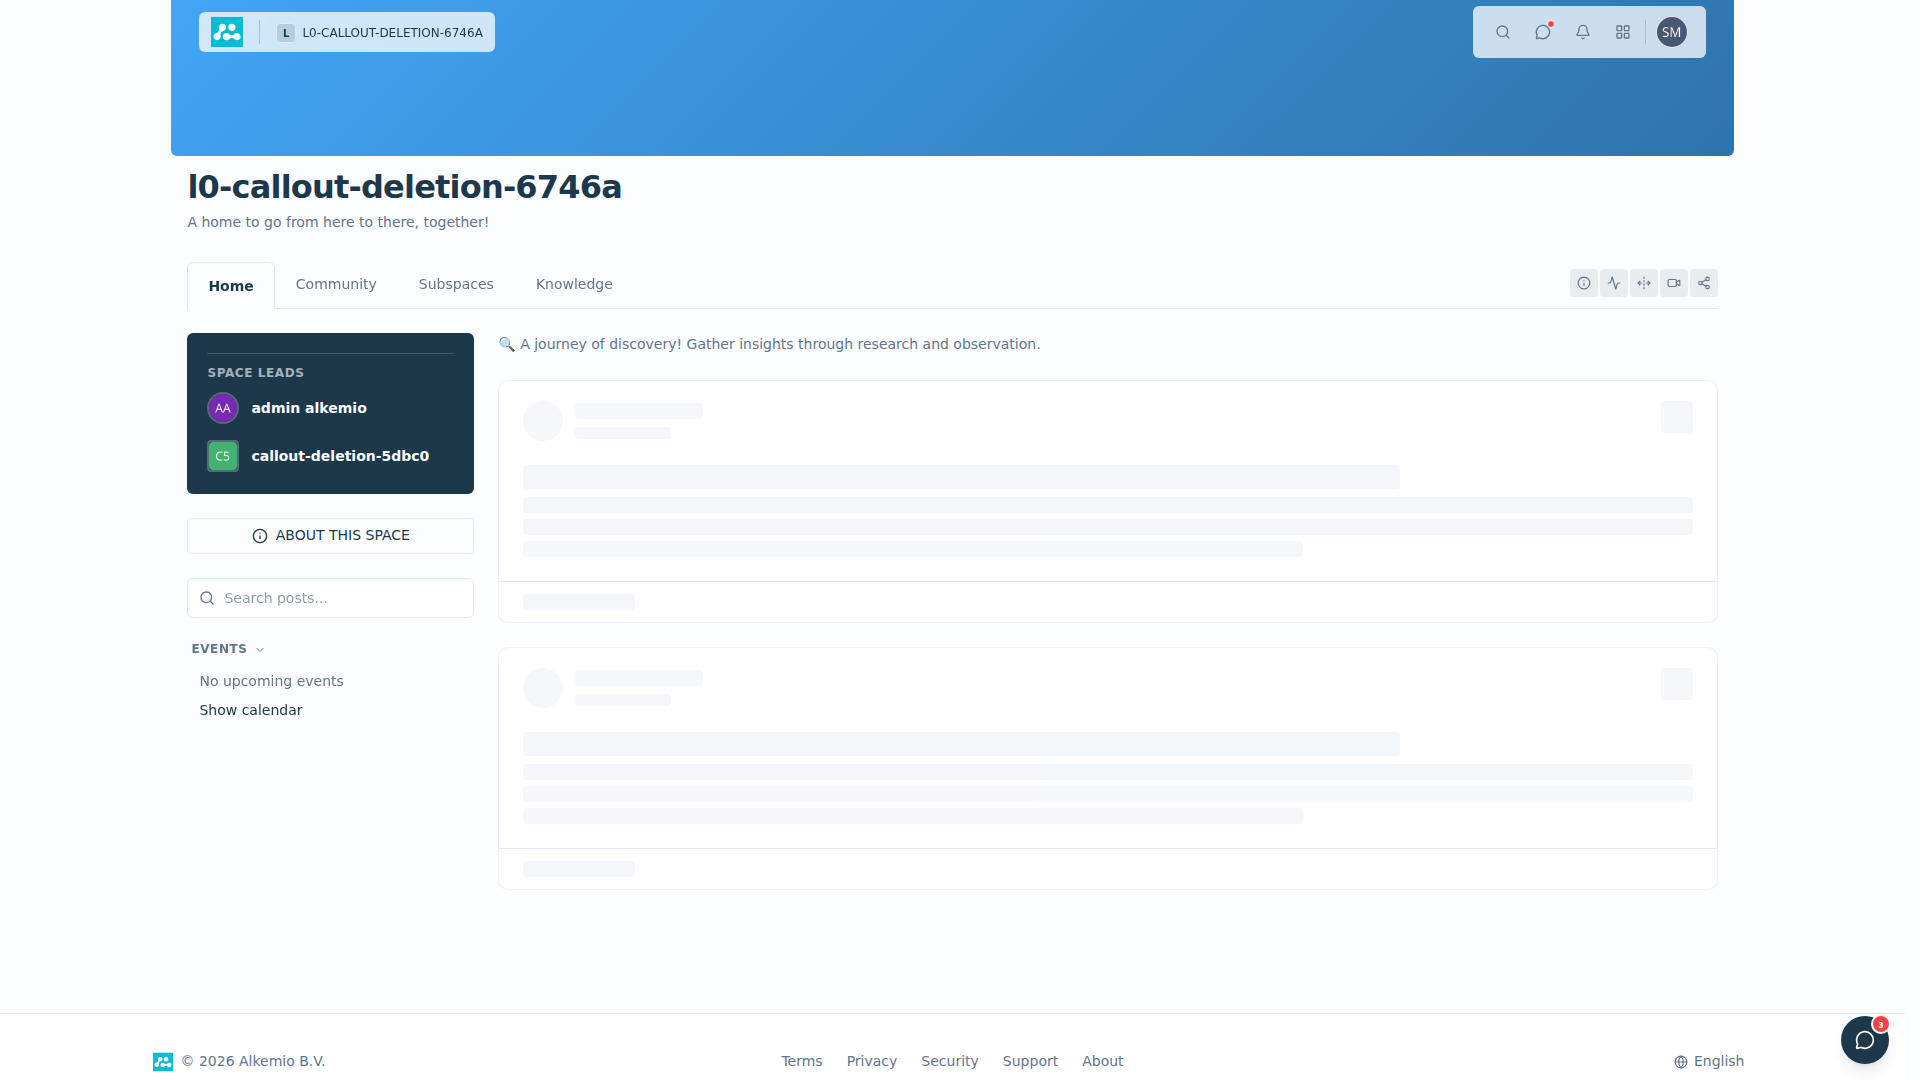 L L0-CALLOUT-DELETION-6746A
SM
l0-callout-deletion-6746a
A home to go from here to there, together!
Home Community Subspaces Knowledge
SPACE LEADS
AA admin alkemio
C5 callout-deletion-5dbc0
ABOUT THIS SPACE
Search posts...
EVENTS
No upcoming events
Show calendar
🔍 A journey of discovery! Gather insights through research and observation.
3
© 2026 Alkemio B.V.
Terms Privacy Security Support About
English